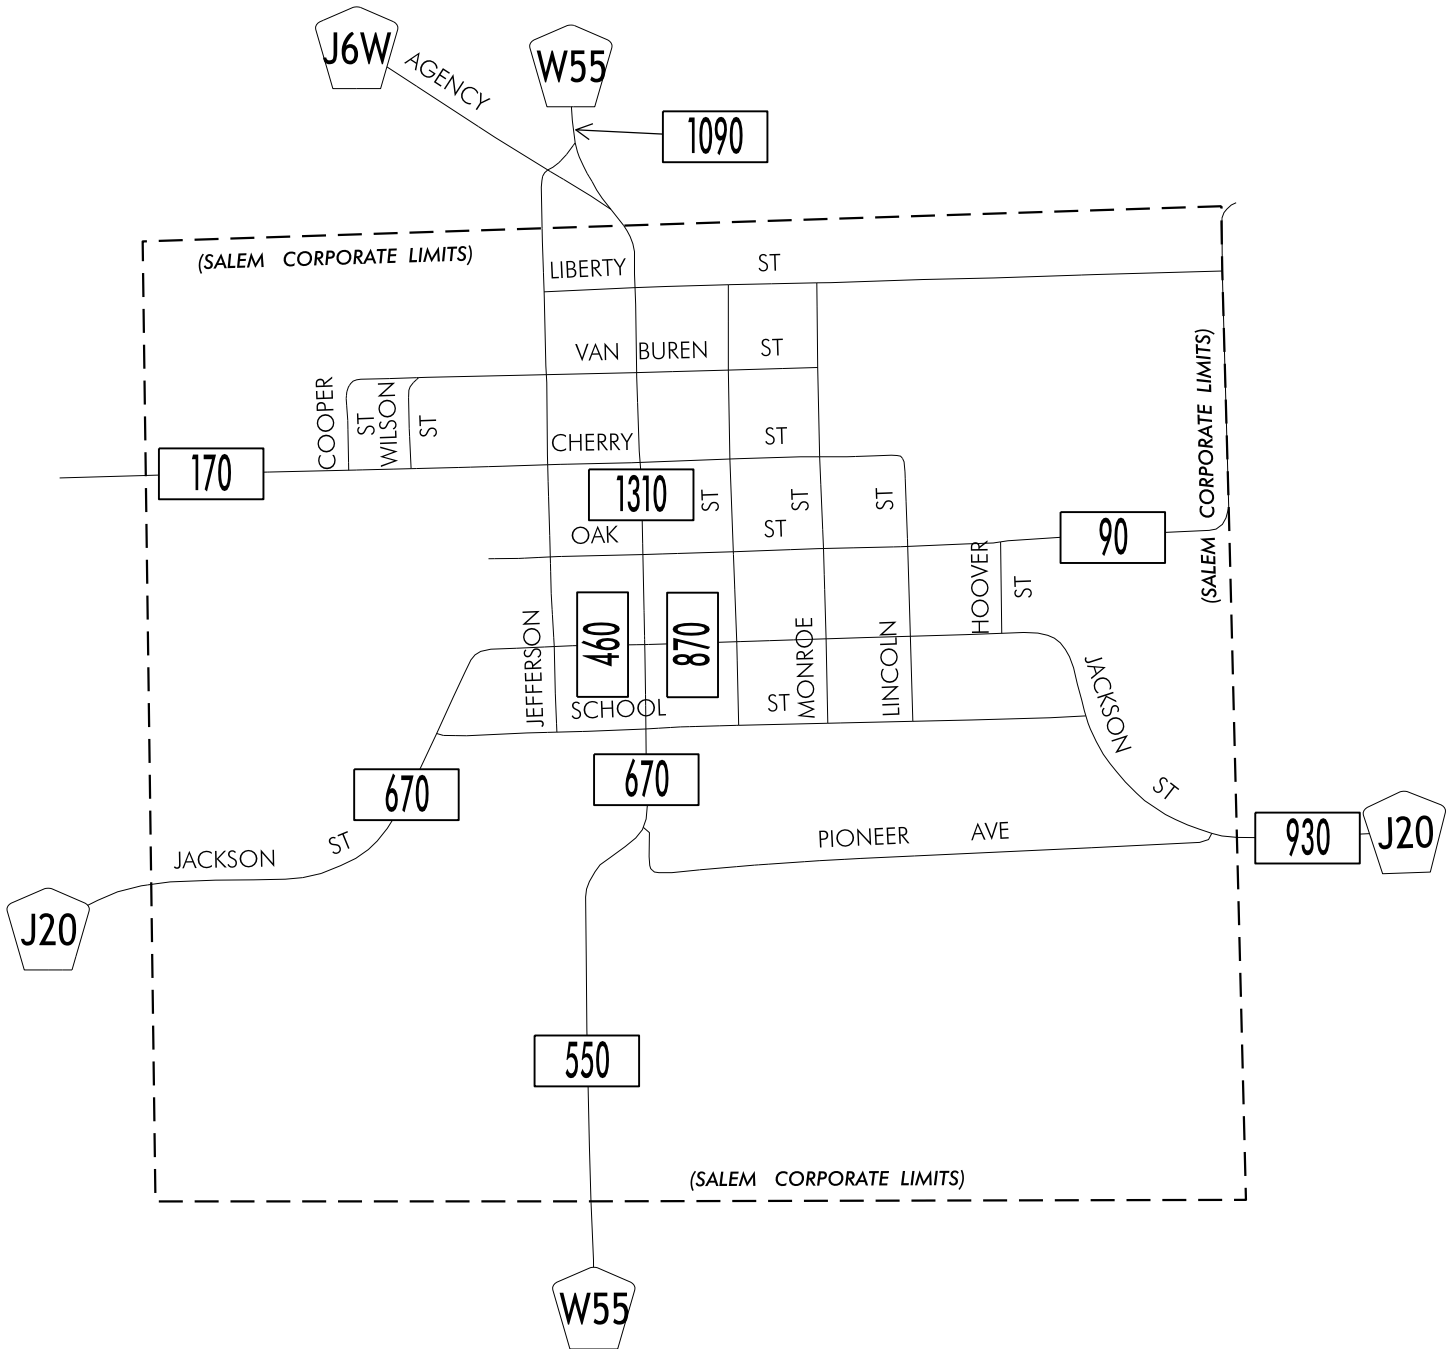 J6W
AGENCY
W55
1090
(SALEM CORPORATE LIMITS)
LIBERTY ST
VAN BUREN ST
COOPER ST
WILSON ST
CHERRY ST
(SALEM CORPORATE LIMITS)
170
1310
ST
ST
ST
OAK ST
90
HOOVER ST
JEFFERSON
460
870
MONROE
LINCOLN
SCHOOL ST
JACKSON ST
670
670
JACKSON ST
PIONEER AVE
930
J20
J20
550
(SALEM CORPORATE LIMITS)
W55